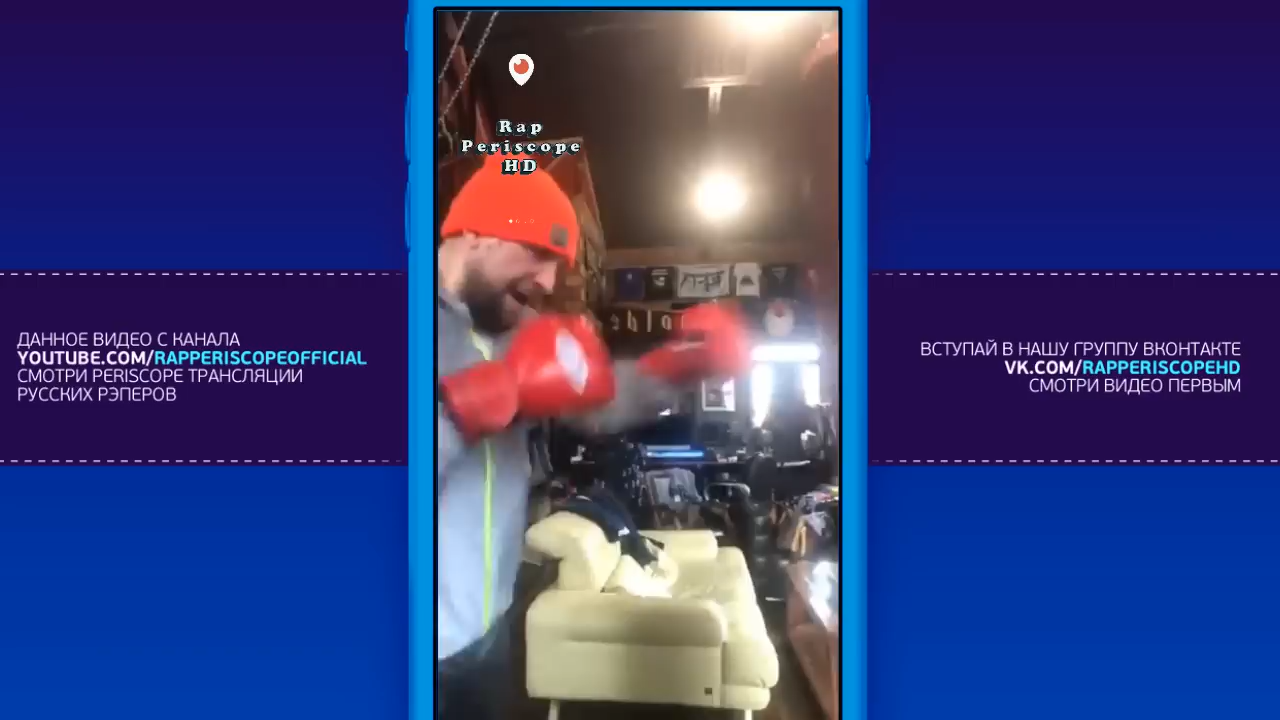 Rap
Periscope
HD
ДАННОЕ ВИДЕО С КАНАЛА
YOUTUBE.COM/RAPPERISCOPEOFFICIAL
СМОТРИ PERISCOPE ТРАНСЛЯЦИИ
РУССКИХ РЭПЕРОВ
ВСТУПАЙ В НАШУ ГРУППУ ВКОНТАКТЕ
VK.COM/RAPPERISCOPEHD
СМОТРИ ВИДЕО ПЕРВЫМ